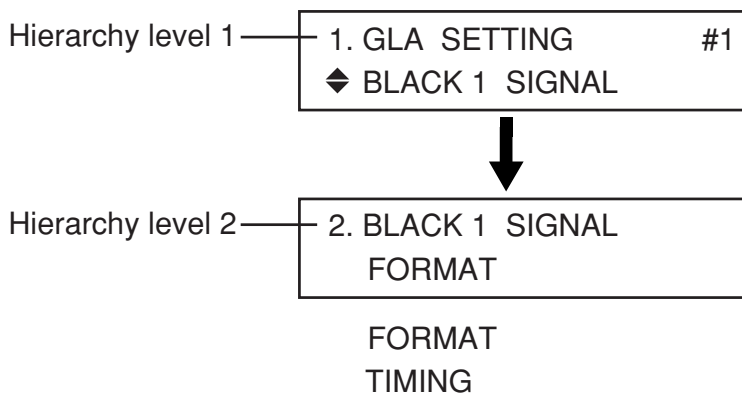 Hierarchy level 1
1. GLA SETTING #1
BLACK 1 SIGNAL
Hierarchy level 2
2. BLACK 1 SIGNAL
FORMAT
FORMAT
TIMING